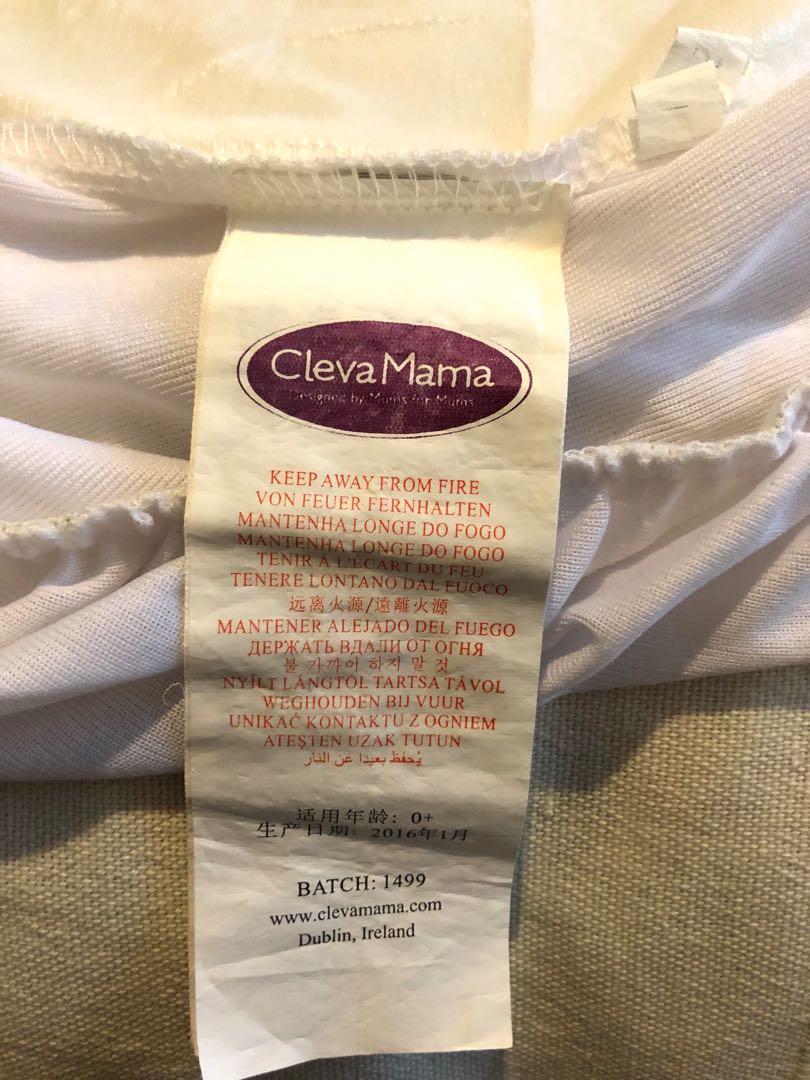 ClevaMama
Designed by Mums for Mums
KEEP AWAY FROM FIRE
VON FEUER FERNHALTEN
MANTENHA LONGE DO FOGO
MANTENHA LONGE DO FOGO
TENIR À L'ÉCART DU FEU
TENERE LONTANO DAL FUOCO
远离火源/遠離火源
MANTENER ALEJADO DEL FUEGO
ДЕРЖАТЬ ВДАЛИ ОТ ОГНЯ
불 가까이 하지 말 것
NYÍLT LÁNGTÓL TARTSA TÁVOL
WEGHOUDEN BIJ VUUR
UNIKAĆ KONTAKTU Z OGNIEM
ATEŞTEN UZAK TUTUN
يُحفظ بعيدا عن النار
适用年龄: 0+
生产日期: 2016年1月
BATCH: 1499
www.clevamama.com
Dublin, Ireland